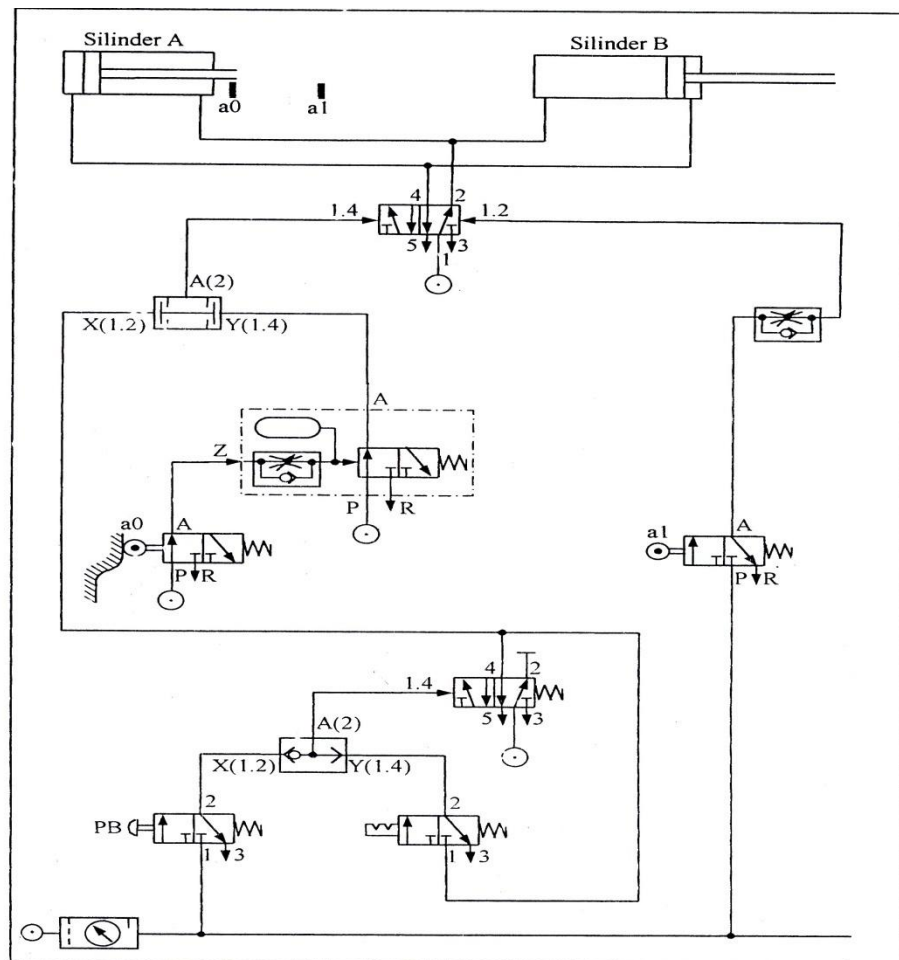 Silinder A
Silinder B
a0
a1
4
2
1.4
1.2
5
3
1
A(2)
X(1.2)
Y(1.4)
A
Z
P
R
a0
A
P
R
a1
A
P
R
4
2
1.4
5
3
A(2)
X(1.2)
Y(1.4)
2
2
PB
1
3
1
3